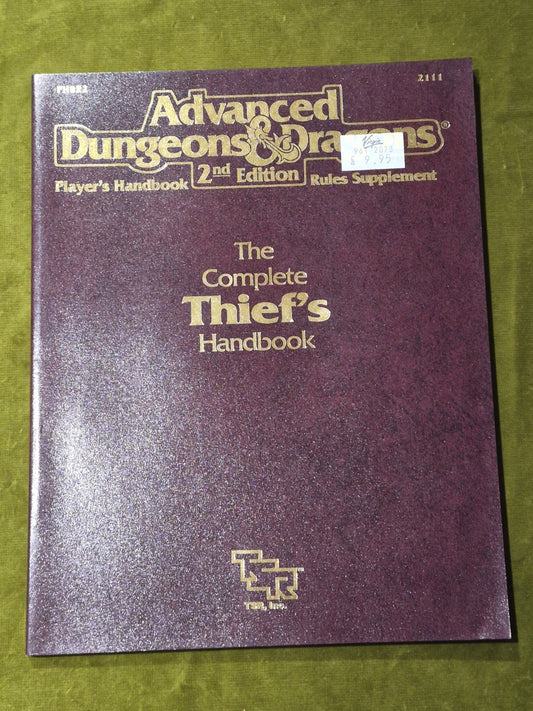 PHBR2
2111
Advanced
Dungeons & Dragons®
Player's Handbook 2nd Edition Rules Supplement
Virgin
£ 9.95
The
Complete
Thief's
Handbook
TSR
TSR, Inc.